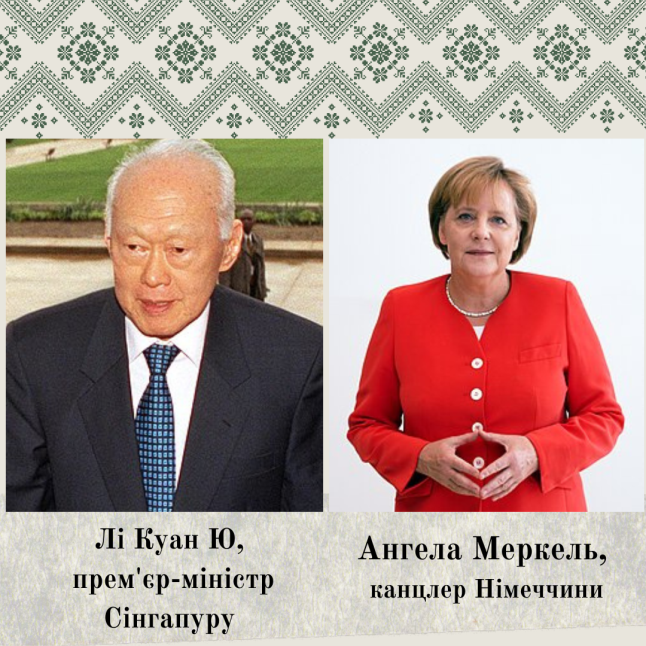 Лі Куан Ю,
прем'єр-міністр
Сінгапуру
Ангела Меркель,
канцлер Німеччини